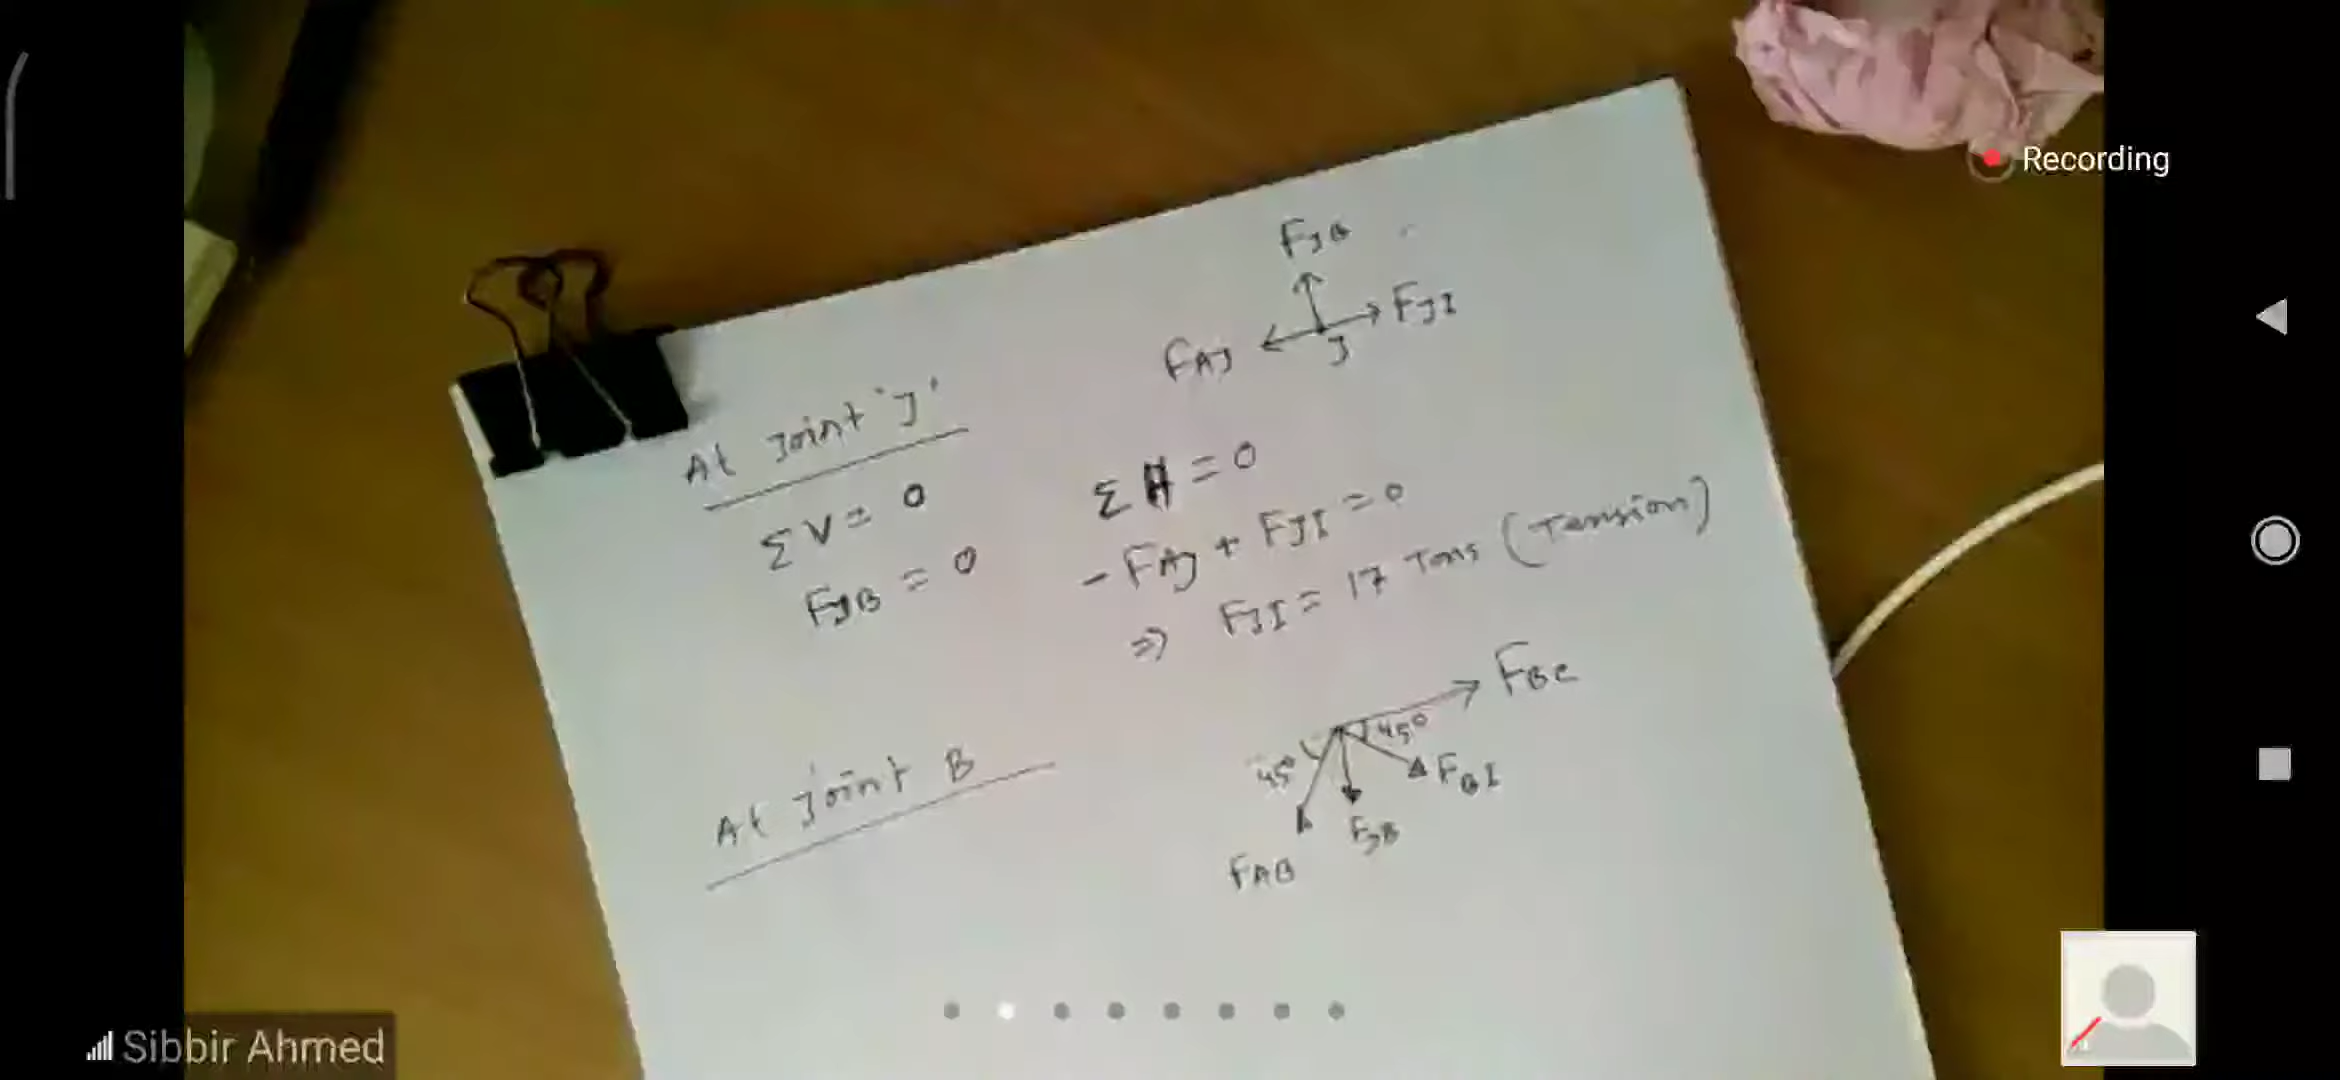 Recording
FJB
FAJ FJI
J
At Joint 'J'
ΣV = 0
FJB = 0
ΣH = 0
- FAJ + FJI = 0
⇒ FJI = 17 Tons (Tension)
At Joint B
FBC
45°
45°
FBI
FJB
FAB
Sibbir Ahmed